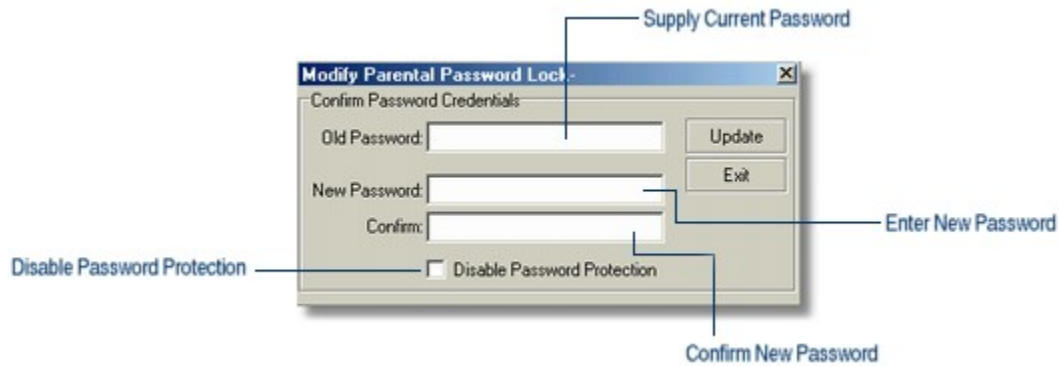 Supply Current Password
Modify Parental Password Lock-
Confirm Password Credentials
Old Password:
Update
Exit
New Password:
Enter New Password
Confirm:
Disable Password Protection
Disable Password Protection
Confirm New Password